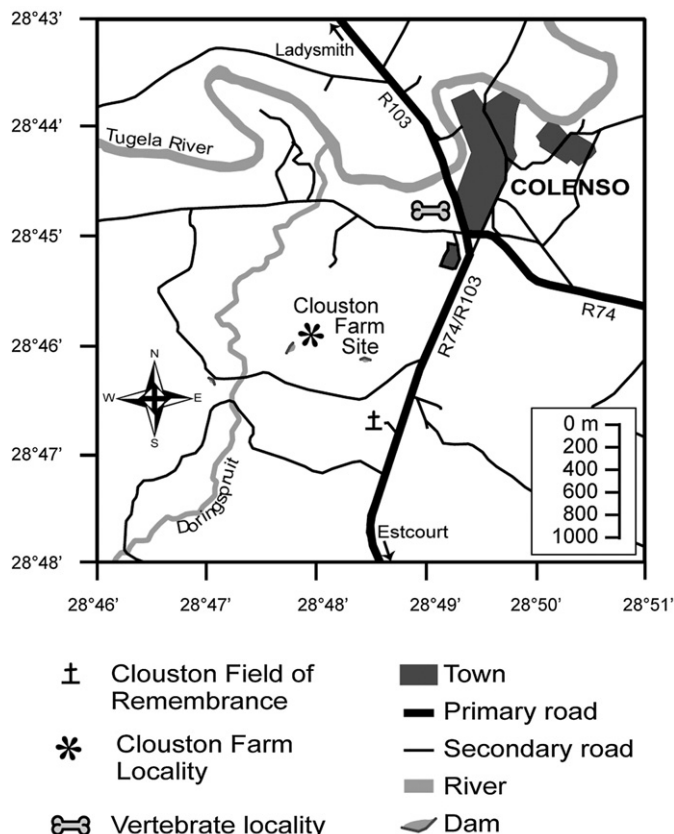 28°43'
28°44'
28°45'
28°46'
28°47'
28°48'
Ladysmith
R103
Tugela River
COLENSO
Clouston
Farm
Site
R74/R103
R74
N
W
E
S
0 m
200
400
600
800
1000
Doringspruit
Estcourt
28°46' 28°47' 28°48' 28°49' 28°50' 28°51'
Clouston Field of
Remembrance
Clouston Farm
Locality
Vertebrate locality
Town
Primary road
Secondary road
River
Dam